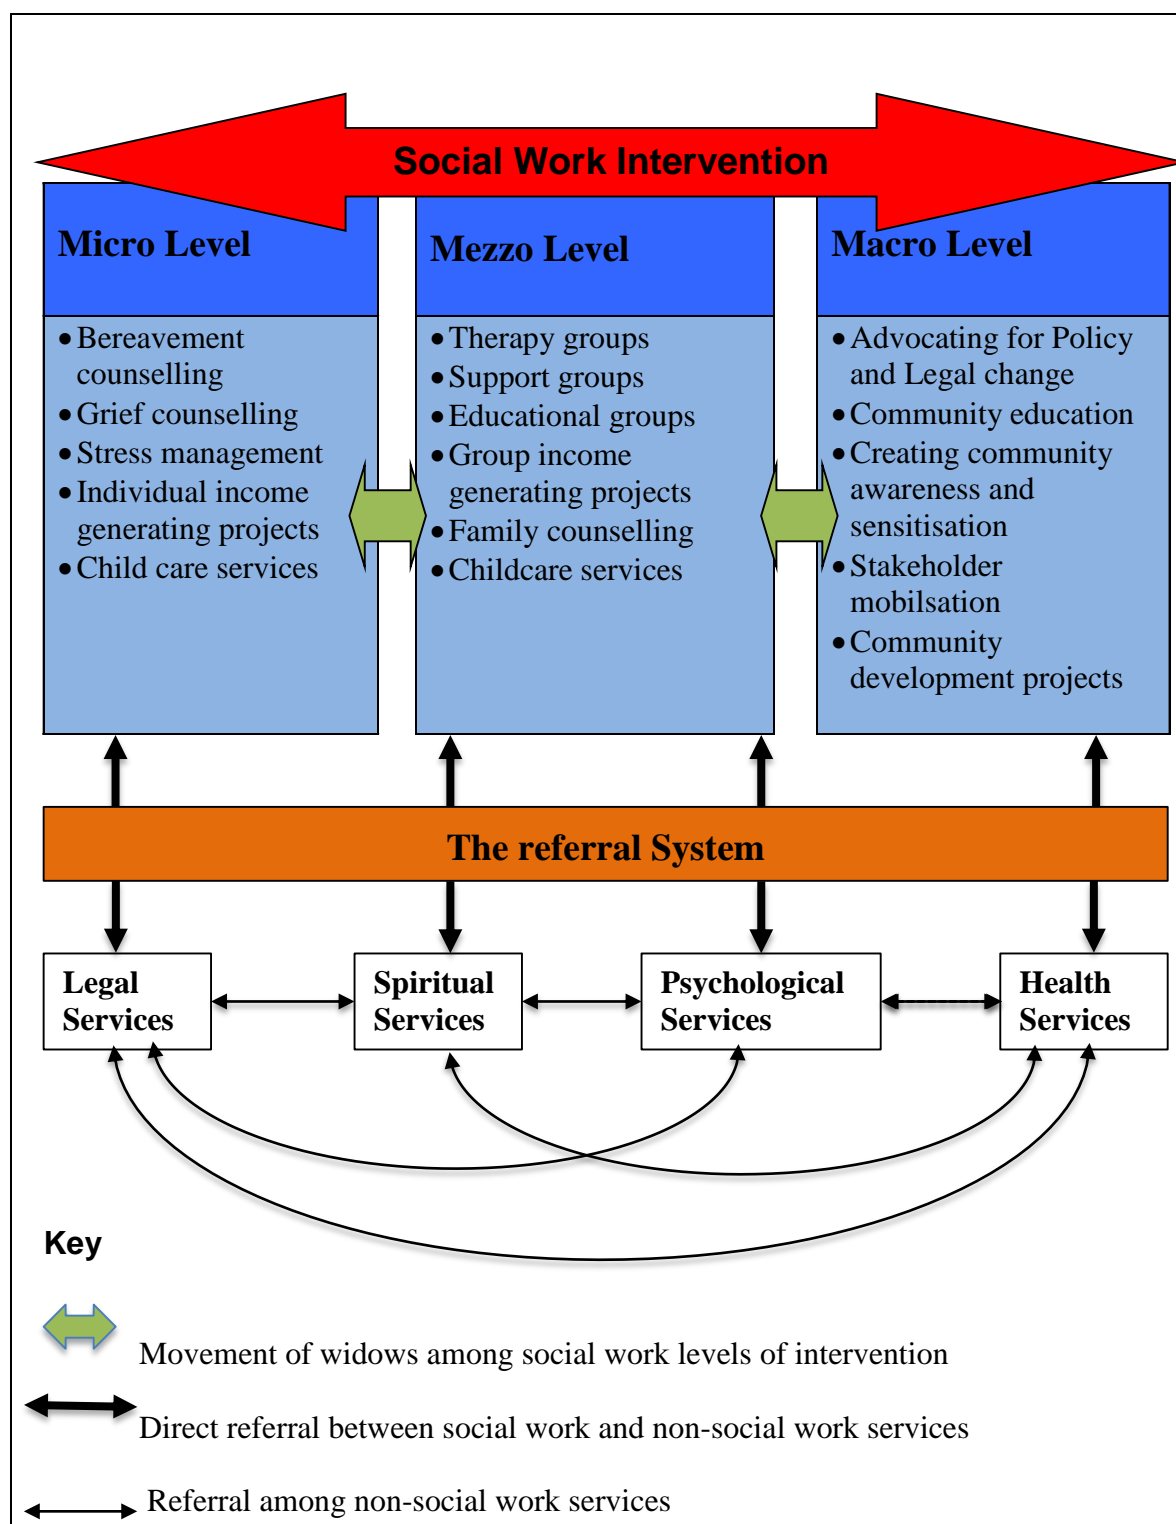 Social Work Intervention
Micro Level
• Bereavement
counselling
• Grief counselling
• Stress management
• Individual income
generating projects
• Child care services
Mezzo Level
• Therapy groups
• Support groups
• Educational groups
• Group income
generating projects
• Family counselling
• Childcare services
Macro Level
• Advocating for Policy
and Legal change
• Community education
• Creating community
awareness and
sensitisation
• Stakeholder
mobilsation
• Community
development projects
The referral System
Legal
Services
Spiritual
Services
Psychological
Services
Health
Services
Key
Movement of widows among social work levels of intervention
Direct referral between social work and non-social work services
Referral among non-social work services